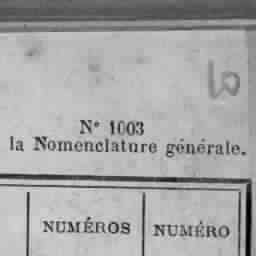 N° 1003
la Nomenclature générale.
NUMÉROS NUMÉRO